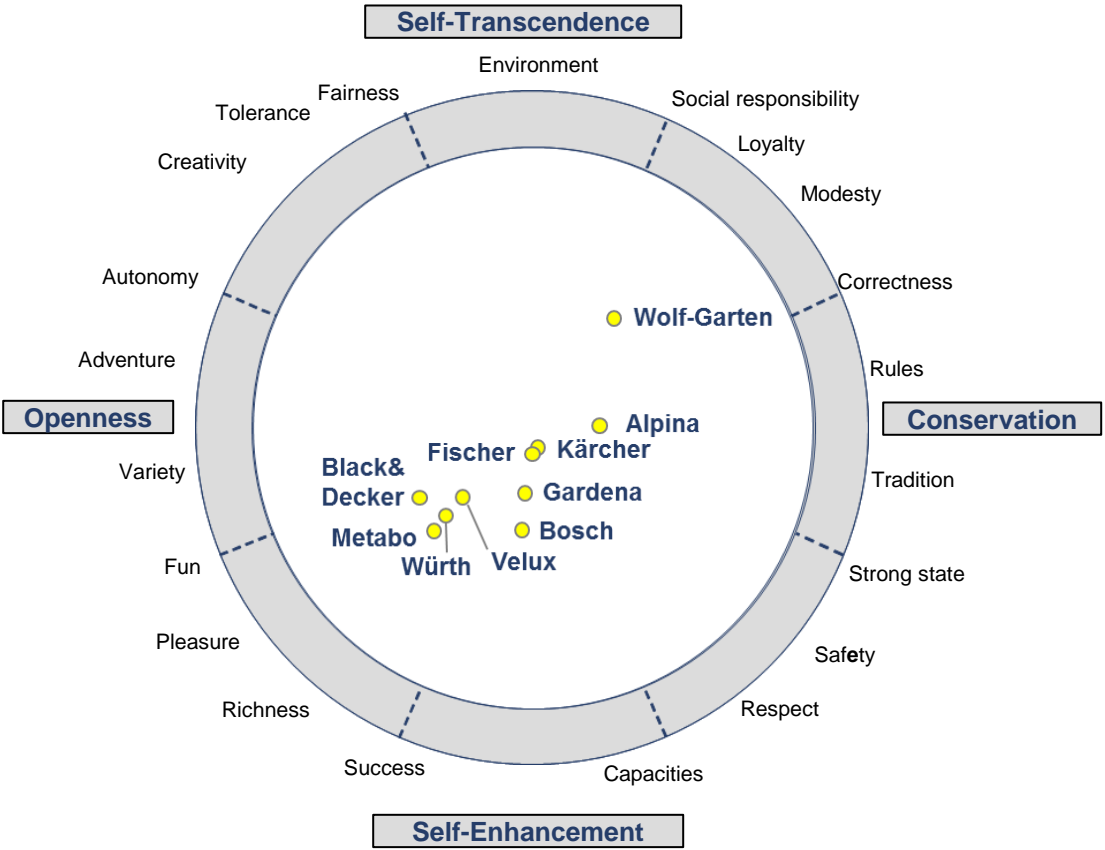 Self-Transcendence
Environment
Fairness
Social responsibility
Tolerance
Loyalty
Creativity
Modesty
Autonomy
Correctness
Wolf-Garten
Adventure
Rules
Openness
Conservation
Alpina
Fischer
Kärcher
Variety
Black&
Decker
Gardena
Tradition
Metabo
Bosch
Würth
Velux
Fun
Strong state
Pleasure
Safety
Richness
Respect
Success
Capacities
Self-Enhancement